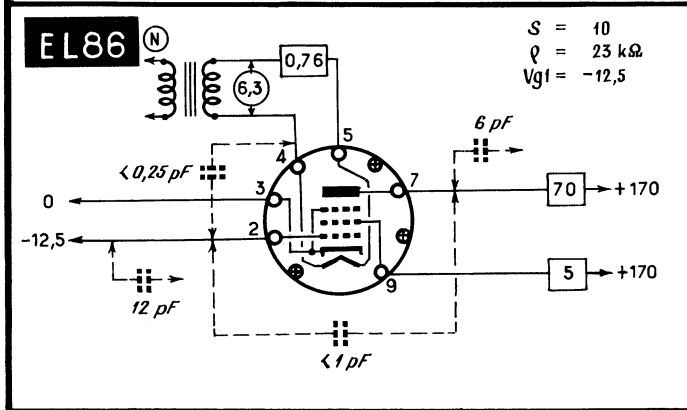 EL86 N
S = 10
ρ = 23 kΩ
Vg1 = -12,5
0,76
6,3
6 pF
5
4
< 0,25 pF
7
3
70 +170
0
2
-12,5
9
5 +170
12 pF
< 1 pF